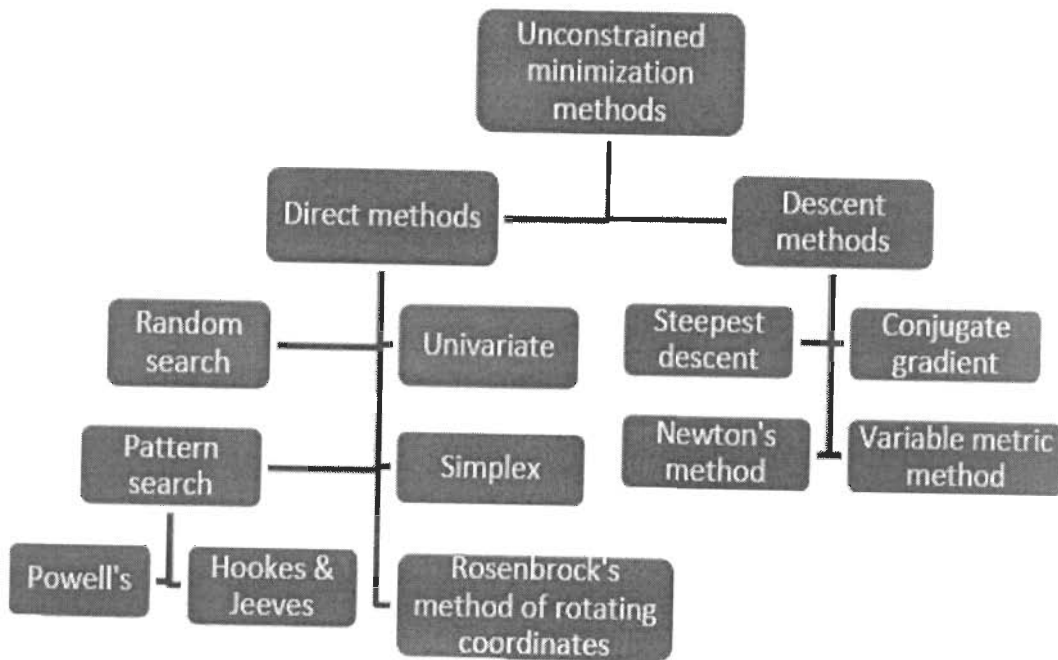 Unconstrained
minimization
methods
Direct methods
Descent
methods
Random
search
Univariate
Steepest
descent
Conjugate
gradient
Pattern
search
Simplex
Newton's
method
Variable metric
method
Powell's
Hookes &
Jeeves
Rosenbrock's
method of rotating
coordinates